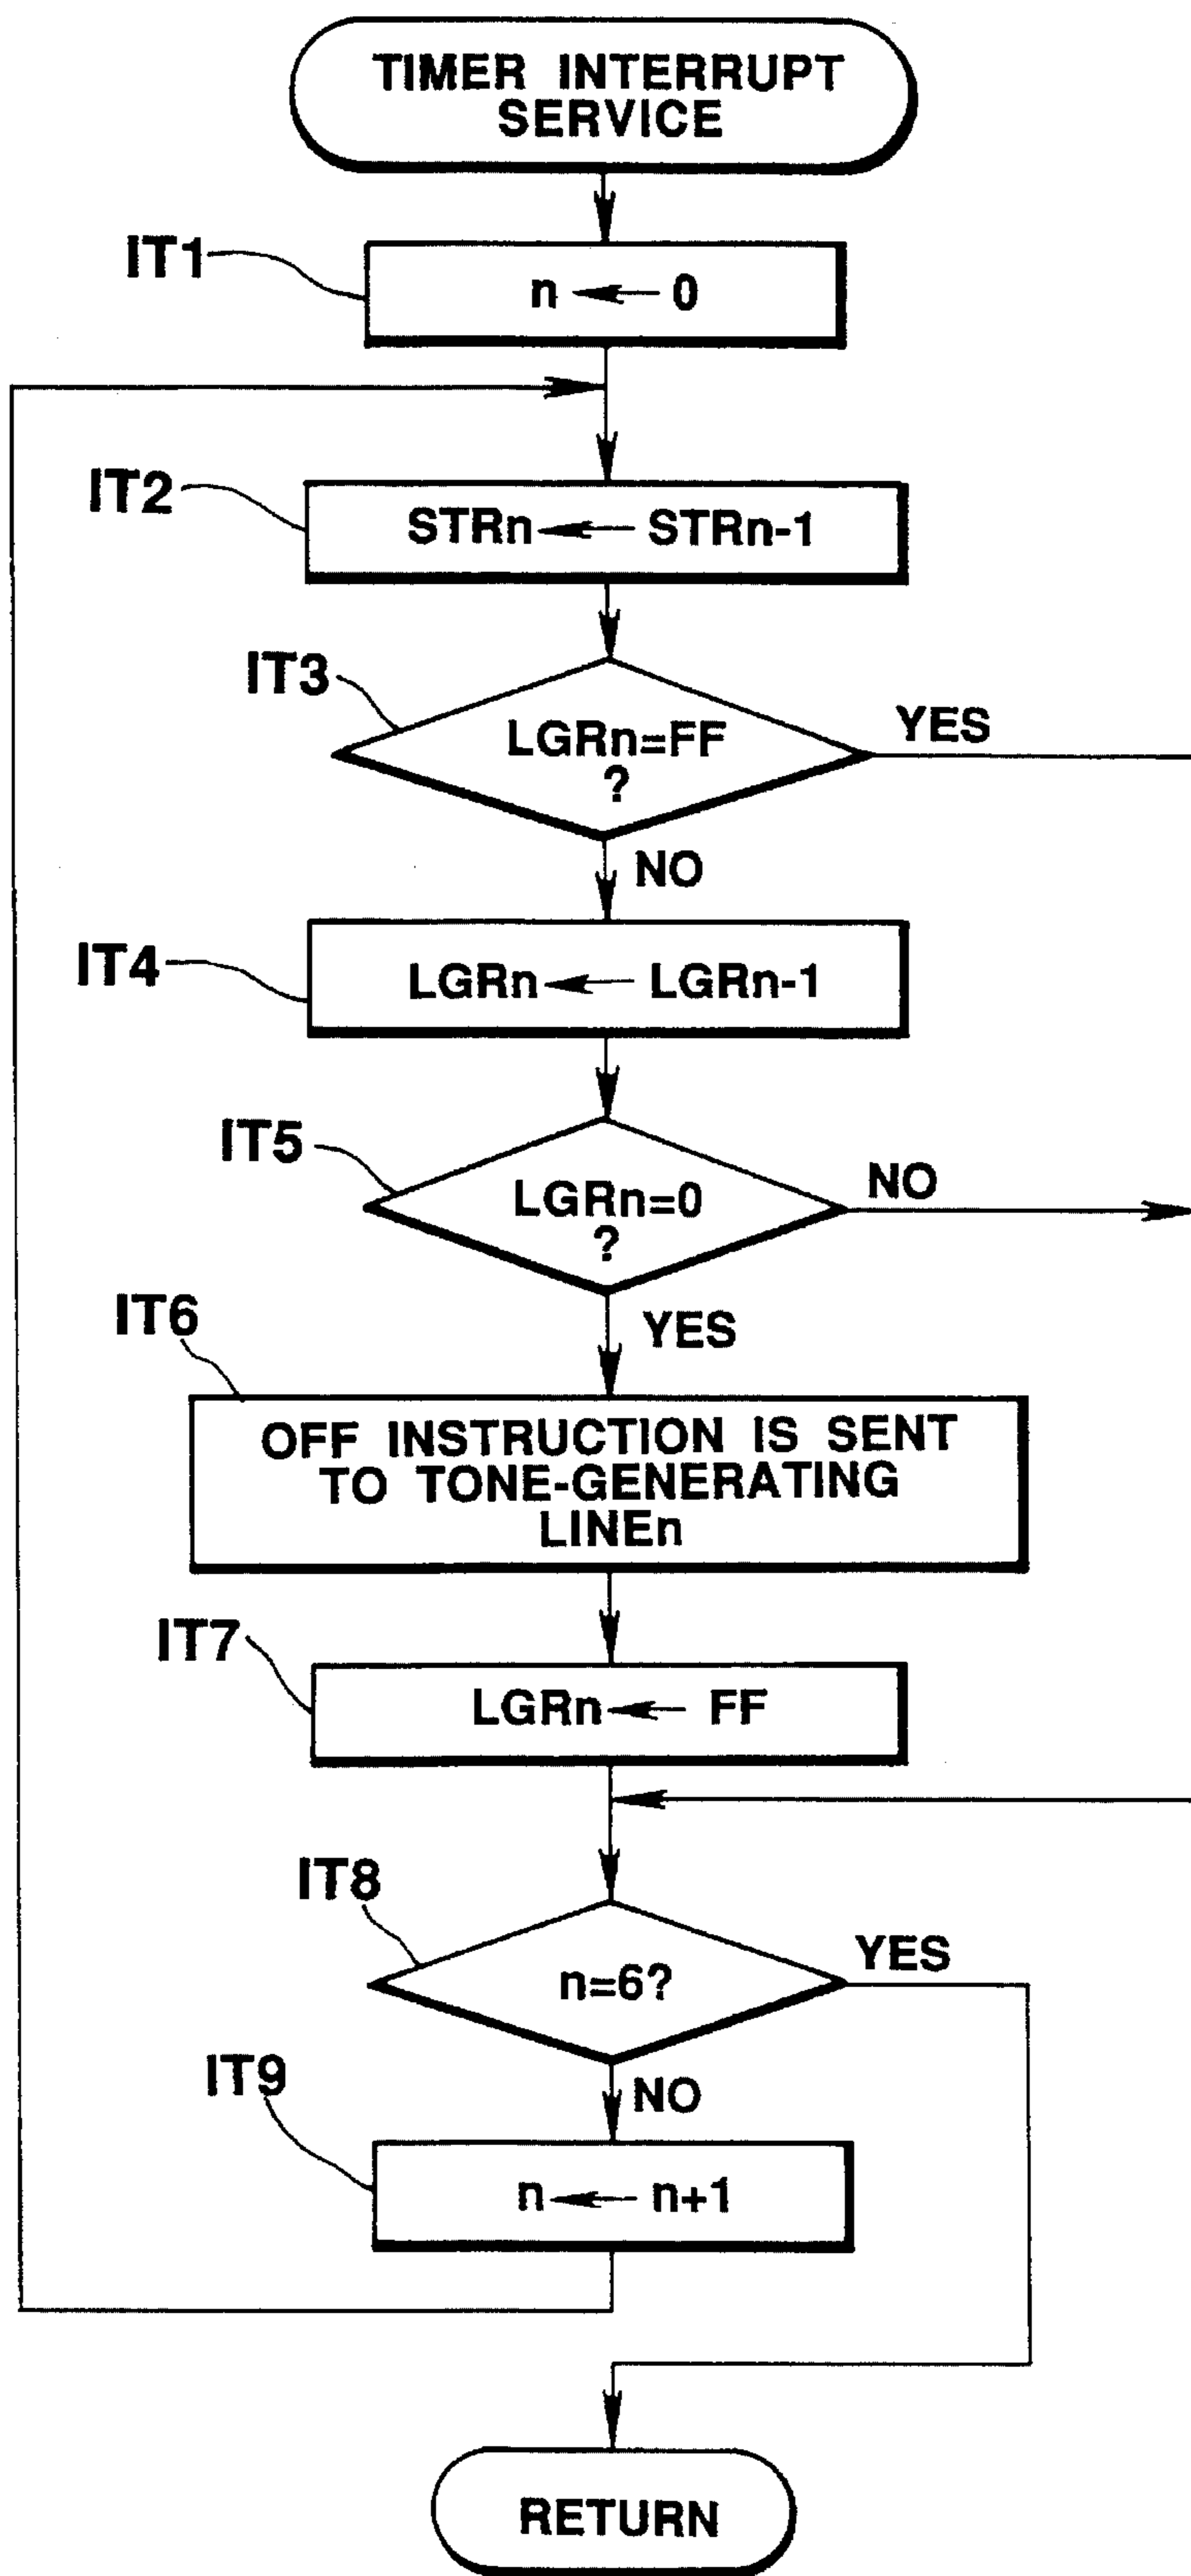 TIMER INTERRUPT
SERVICE
IT1
n ← 0
IT2
STRn ← STRn-1
IT3
LGRn=FF
?
YES
NO
IT4
LGRn ← LGRn-1
IT5
LGRn=0
?
NO
YES
IT6
OFF INSTRUCTION IS SENT
TO TONE-GENERATING
LINEn
IT7
LGRn ← FF
IT8
n=6?
YES
NO
IT9
n ← n+1
RETURN